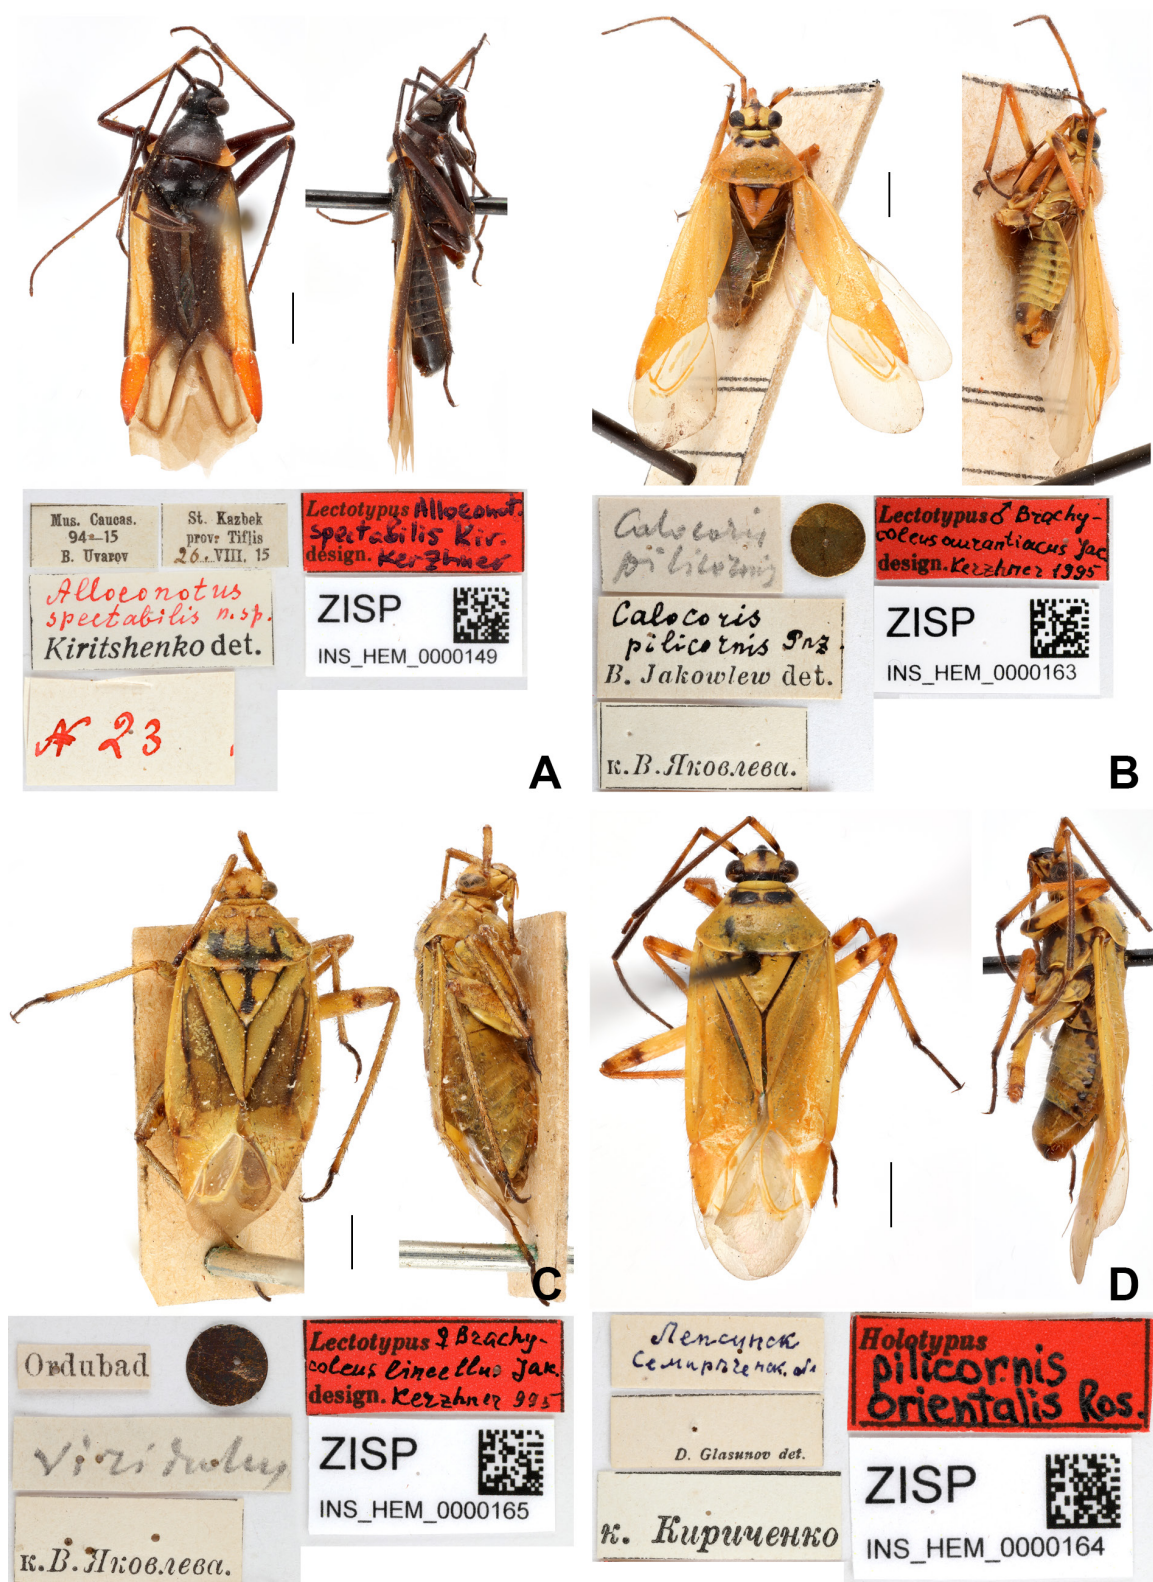 Mus. Caucas.
94–15
B. Uvarov
St. Kazbek
prov. Tiflis
26. VIII. 15
Alloeonotus
spectabilis n. sp.
Kiritshenko det.
N 23
Lectotypus Alloeonot.
spectabilis Kir.
design. Kerzhner
ZISP
INS_HEM_0000149
A
Calocoris
pilicornis
Calocoris
pilicornis Pnz.
B. Jakowlew det.
к. В. Яковлева.
Lectotypus ♂ Brachy-
coleus aurantiacus Jac.
design. Kerzhner 1995
ZISP
INS_HEM_0000163
B
C
Ordubad
viridulus
к. В. Яковлева.
Lectotypus ♀ Brachy-
coleus lineellus Jak.
design. Kerzhner 995
ZISP
INS_HEM_0000165
D
Лепсинск
Семиреченск. об.
D. Glasunov det.
к. Кириченко
Holotypus
pilicornis
orientalis Ros.
ZISP
INS_HEM_0000164